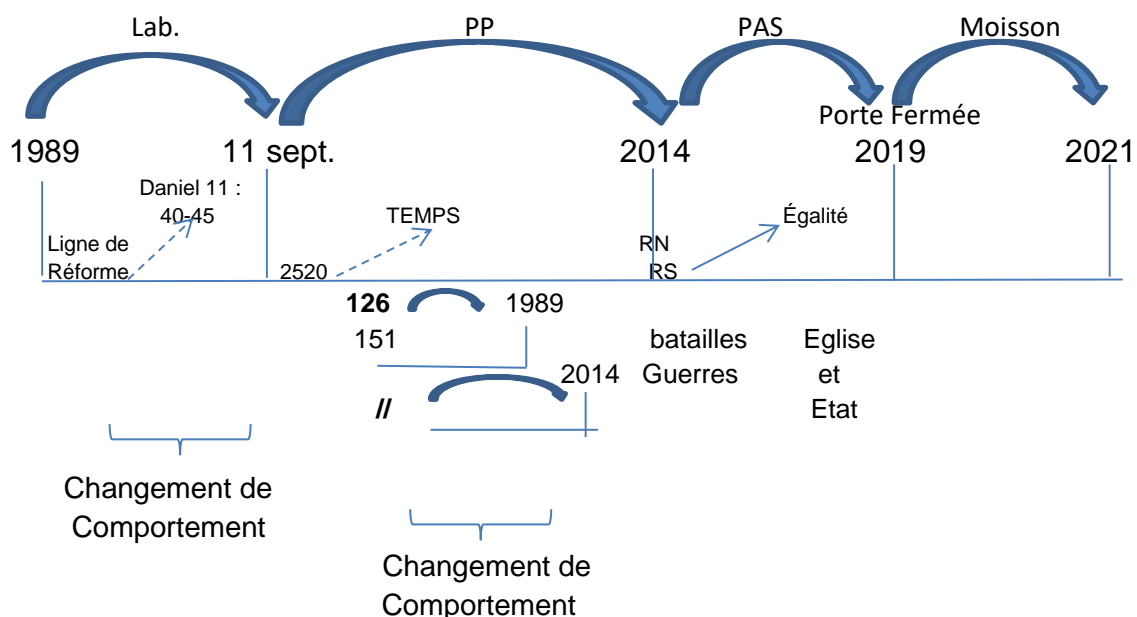 Lab. PP PAS Moisson
Porte Fermée
1989 11 sept. 2014 2019 2021
Daniel 11 :
40-45
TEMPS Égalité
Ligne de
Réforme
RN
RS
2520
126 1989
151 batailles Eglise
2014 Guerres et
// Etat
Changement de
Comportement
Changement de
Comportement